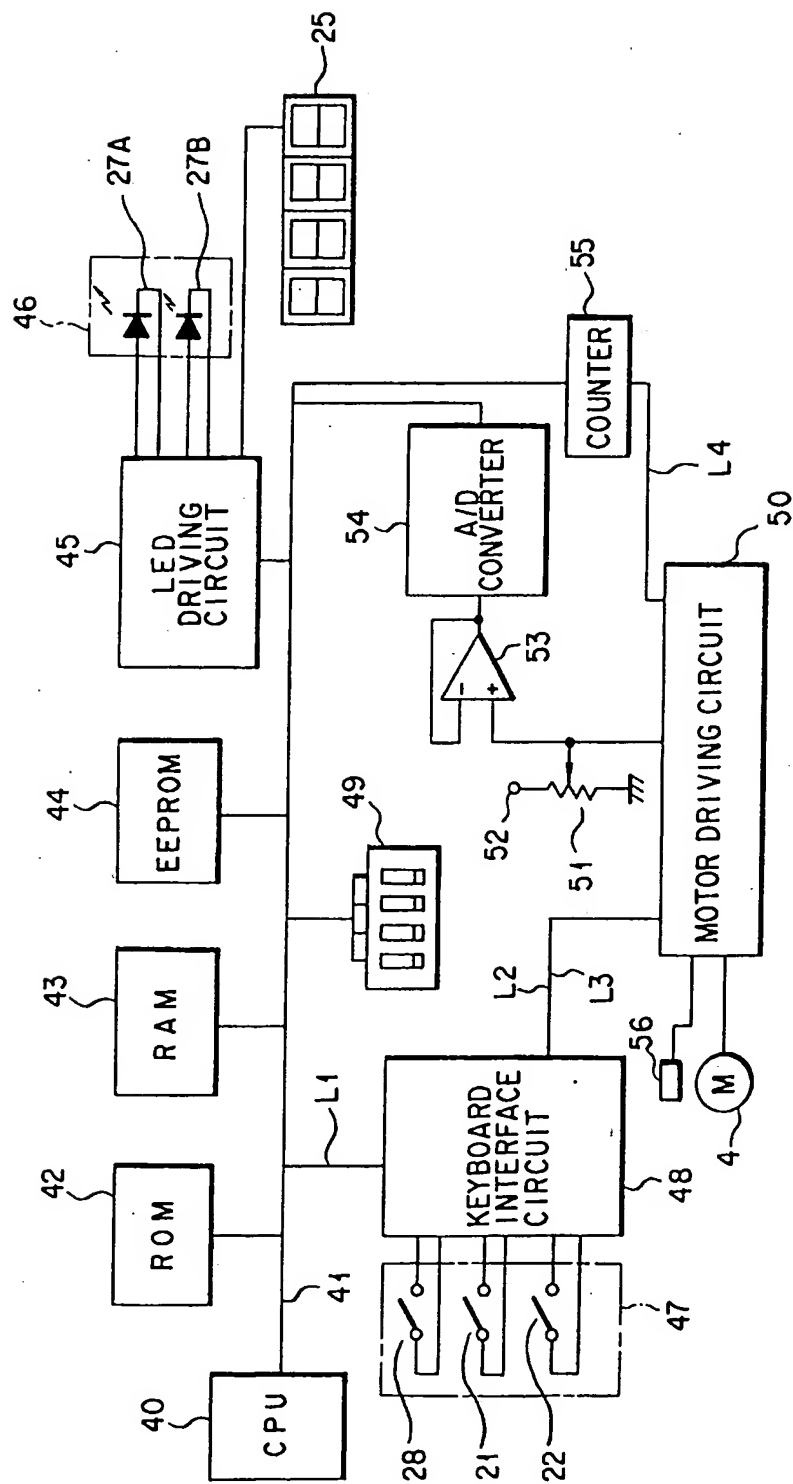 40
CPU
41
42
ROM
43
RAM
44
EEPROM
45
LED
DRIVING
CIRCUIT
46
27A
27B
25
L1
49
54
A/D
CONVERTER
55
COUNTER
L4
28
21
22
47
KEYBOARD
INTERFACE
CIRCUIT
48
L2
L3
52
51
-
+
53
56
M
4
MOTOR DRIVING CIRCUIT
50